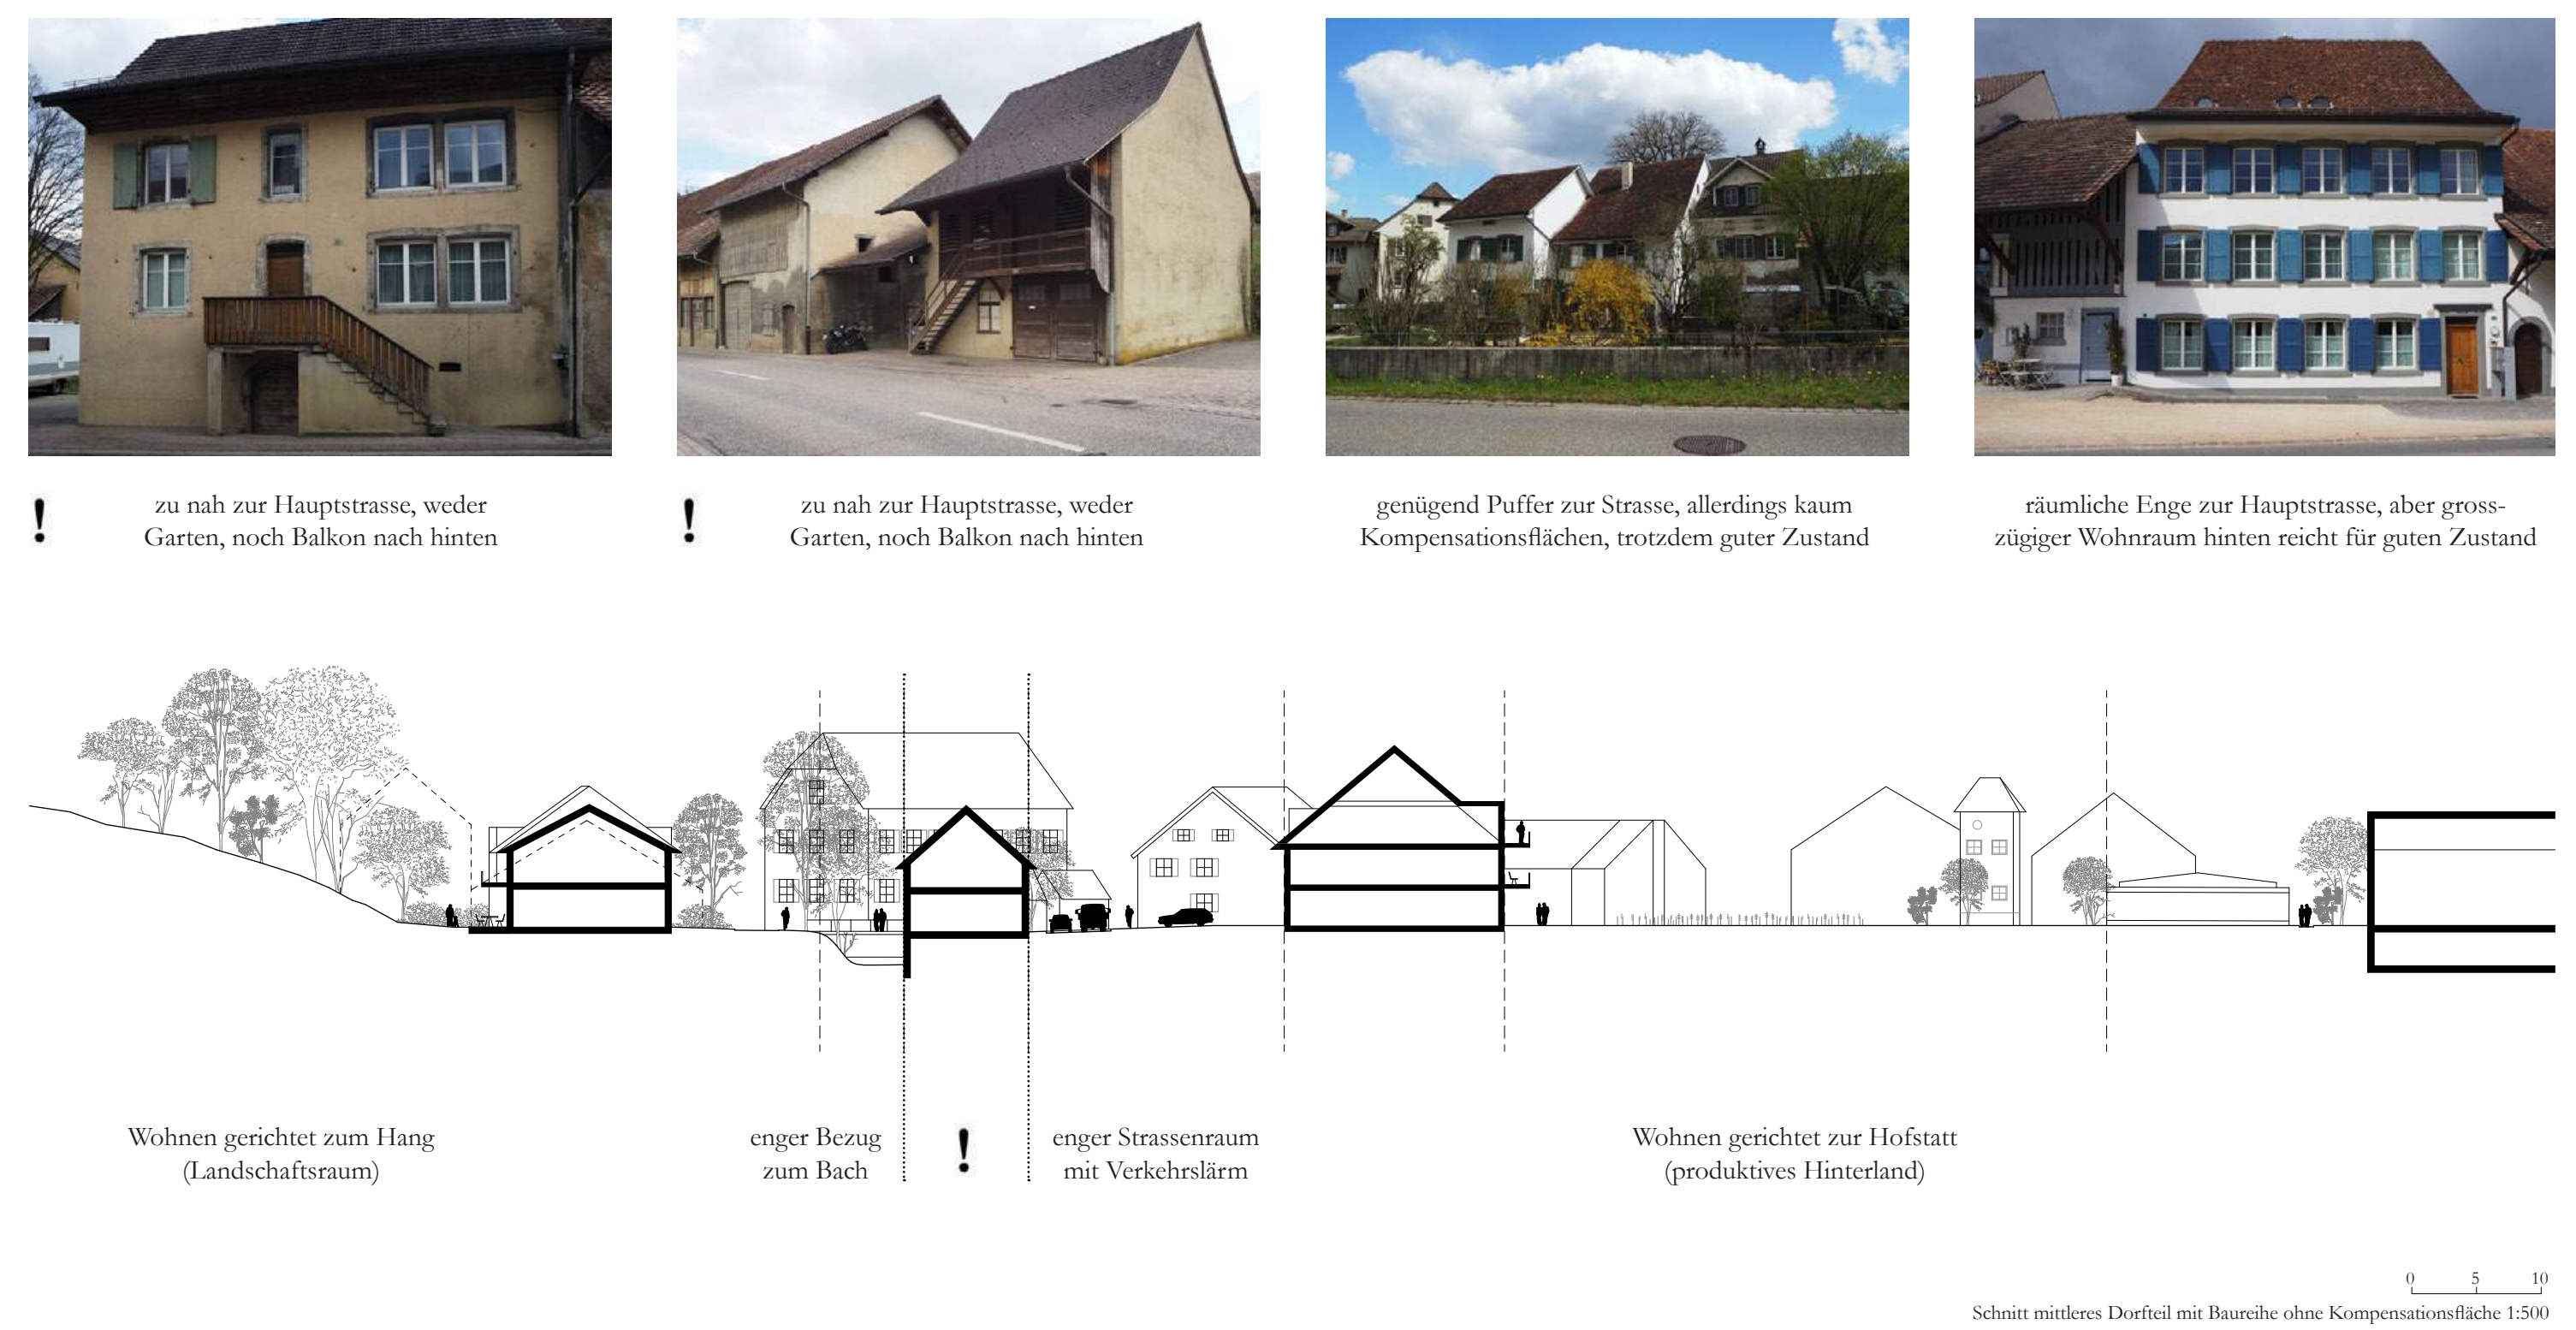 !
zu nah zur Hauptstrasse, weder
Garten, noch Balkon nach hinten
!
zu nah zur Hauptstrasse, weder
Garten, noch Balkon nach hinten
genügend Puffer zur Strasse, allerdings kaum
Kompensationsflächen, trotzdem guter Zustand
räumliche Enge zur Hauptstrasse, aber gross-
zügiger Wohnraum hinten reicht für guten Zustand
Wohnen gerichtet zum Hang
(Landschaftsraum)
enger Bezug
zum Bach
!
enger Strassenraum
mit Verkehrslärm
Wohnen gerichtet zur Hofstatt
(produktives Hinterland)
0 5 10
Schnitt mittleres Dorfteil mit Baureihe ohne Kompensationsfläche 1:500